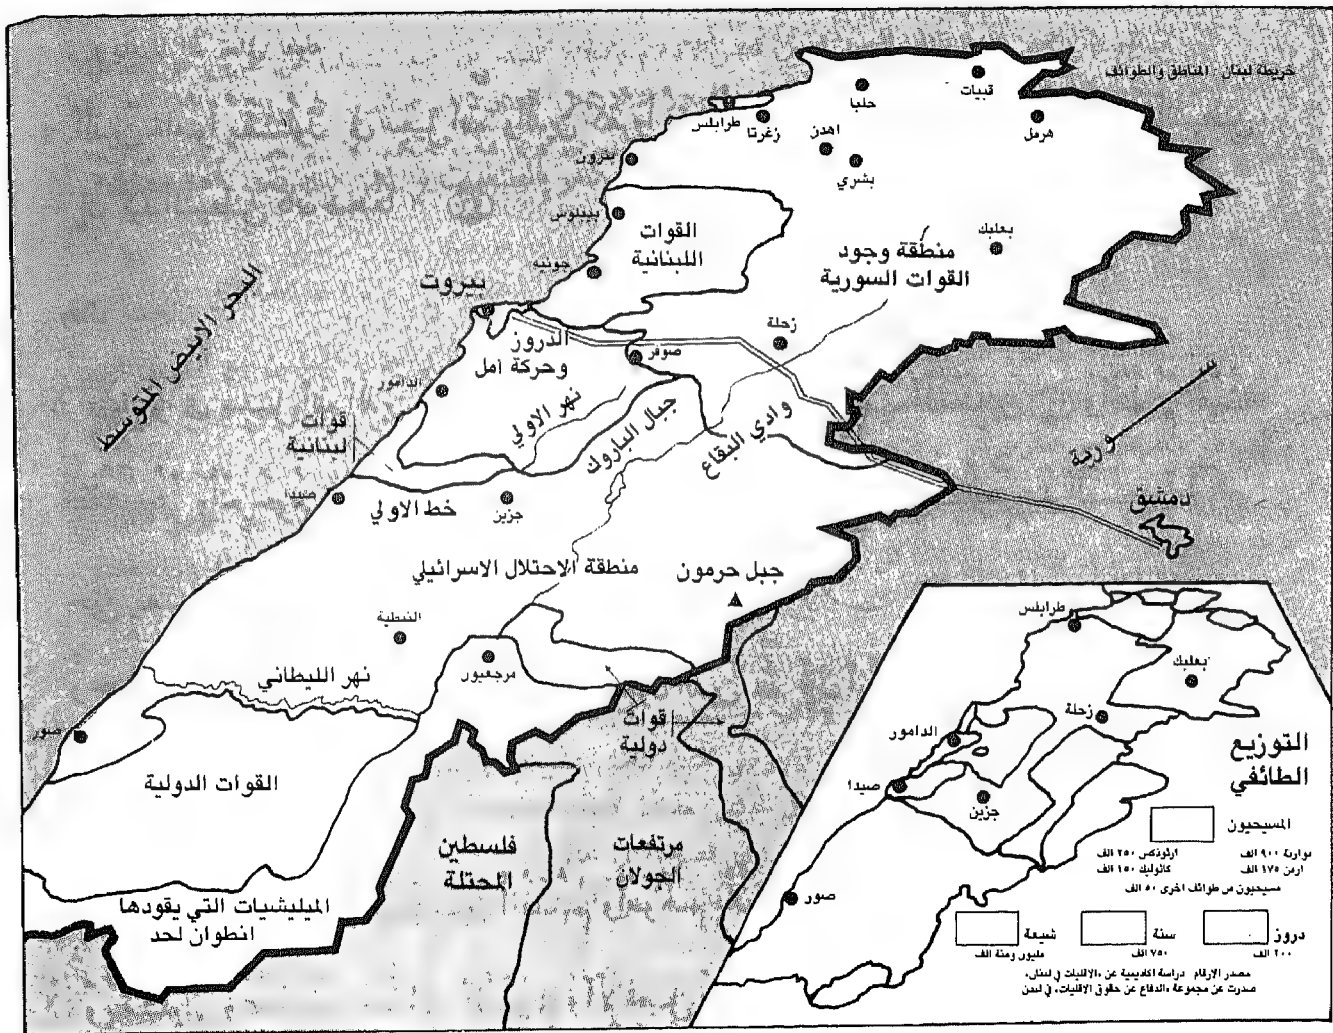 خريطة لبنان المناطق والطوائف
قبيات
حلبا
هرمل
طرابلس
زغرتا
اهدن
بشري
بترون
بعلبك
القوات
اللبنانية
منطقة وجود
القوات السورية
جونيه
بيروت
زحلة
الدروز
وحركة أمل
صوفر
الدامور
البحر الابيض المتوسط
نهر الاولي
جبال الباروك
وادي البقاع
سورية
قوات
لبنانية
دمشق
صيدا
خط الاولي
جزين
منطقة الاحتلال الاسرائيلي
جبل حرمون
النبطية
مرجعيون
نهر الليطاني
صور
قوات
دولية
القوات الدولية
فلسطين
المحتلة
مرتفعات
الجولان
الميليشيات التي يقودها
انطوان لحد
طرابلس
بعلبك
زحلة
الدامور
صيدا
جزين
صور
التوزيع
الطائفي
المسيحيون
موارنة ٩٠٠ الف
ارثوذكس ٢٥٠ الف
ارمن ١٧٥ الف
كاثوليك ١٥٠ الف
مسيحيون من طوائف اخرى ٥٠ الف
دروز
٢٠٠ الف
سنة
٧٥٠ الف
شيعة
مليون ومئة الف
مصدر الارقام دراسة اكاديمية عن «الاقليات في لبنان»
صدرت عن مجموعة «الدفاع عن حقوق الاقليات» في لندن